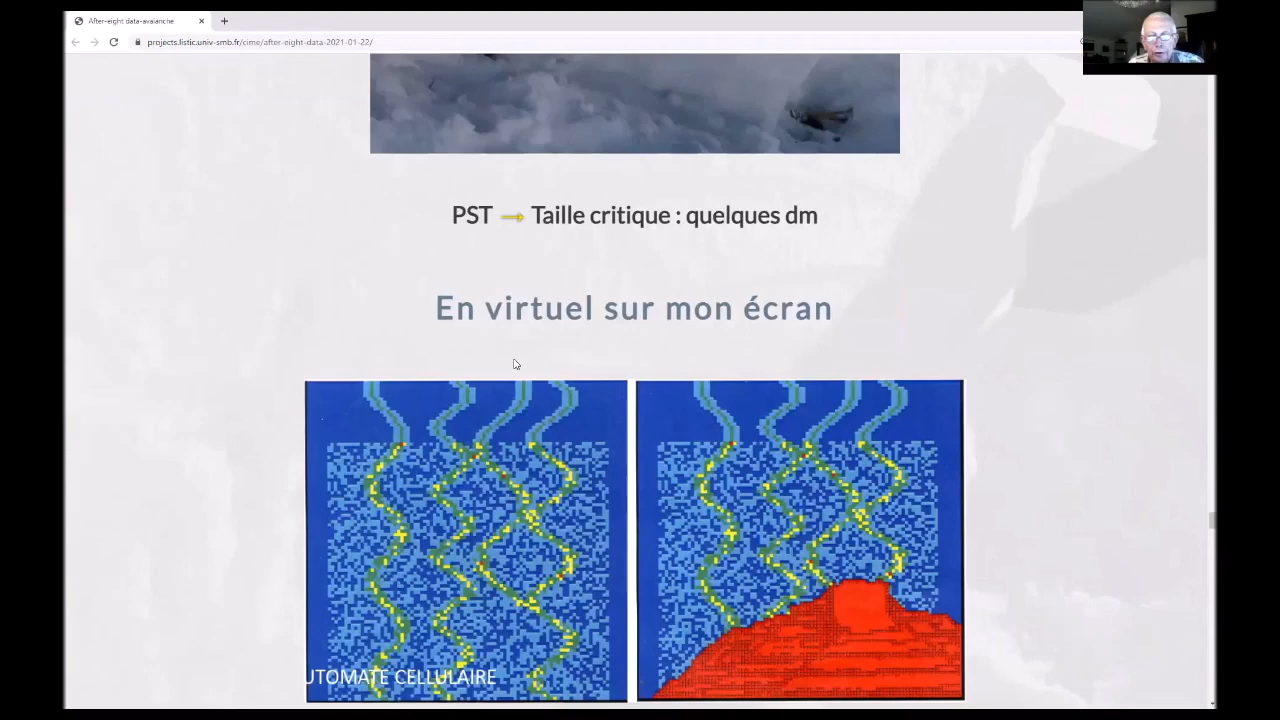 After-eight data-avalanche
projects.listic.univ-smb.fr/cime/after-eight-data-2021-01-22/
PST → Taille critique : quelques dm
En virtuel sur mon écran
UTOMATE CELLULAIRE